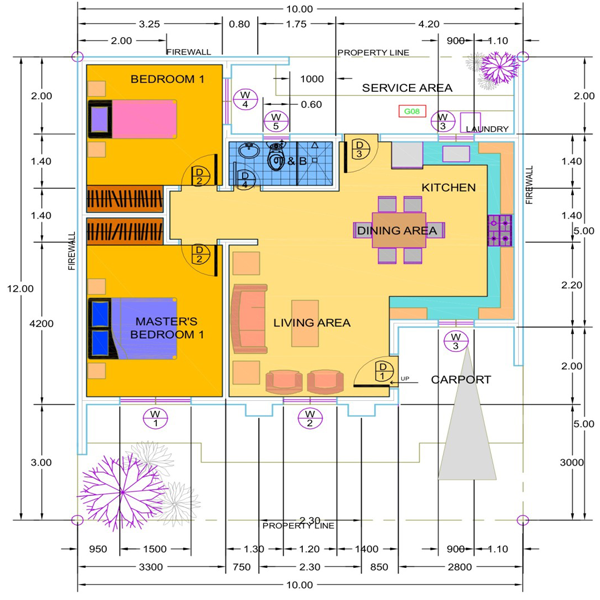 10.00
3.25 0.80 1.75 4.20
2.00 900 1.10
FIREWALL PROPERTY LINE
BEDROOM 1
1000 SERVICE AREA
2.00 W 4 0.60 2.00
G08
W 5 W 3 LAUNDRY
D 3
1.40 & B 1.40
D 2 D 4 KITCHEN
FIREWALL
1.40 1.40
DINING AREA 5.00
FIREWALL D 2
12.00
2.20
4200 MASTER'S BEDROOM 1 LIVING AREA
W 3 2.00
D 1
UP CARPORT
W 1 W 2
5.00
3.00 3000
2.30
PROPERTY LINE
950 1500 1.30 1.20 1400 900 1.10
3300 750 2.30 850 2800
10.00